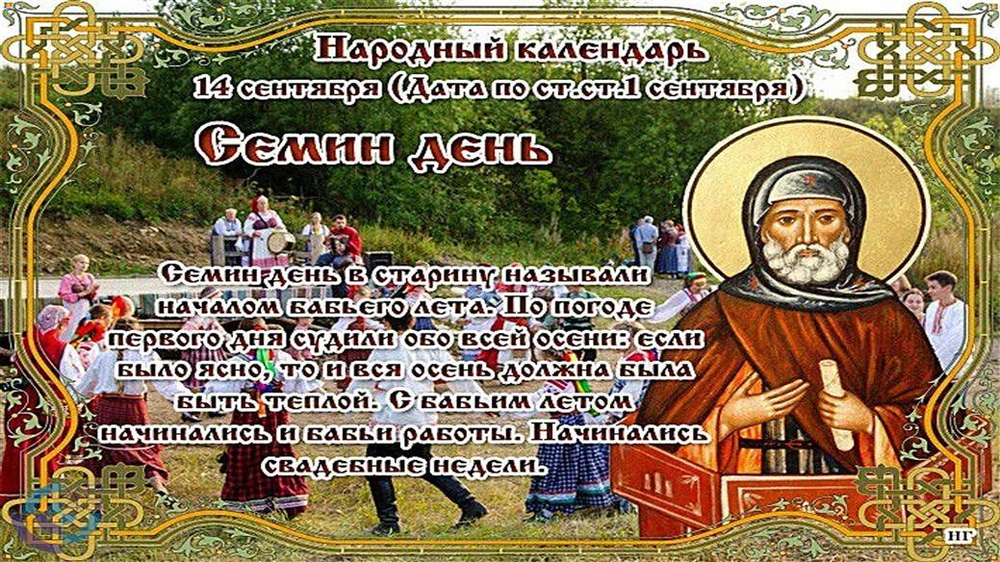 Народный календарь
14 сентября (Дата по ст.ст.1 сентября)
Семин день
Семин день в старину называли
началом бабьего лета. По погоде
первого дня судили обо всей осени: если
было ясно, то и вся осень должна была
быть теплой. С бабьим летом
начинались и бабьи работы. Начинались
свадебные недели.
НГ